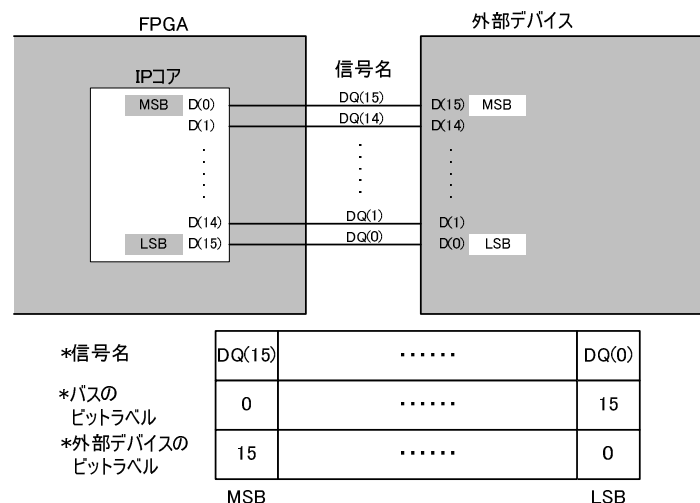 FPGA
外部デバイス
IPコア
信号名
MSB D(0) DQ(15) D(15) MSB
D(1) DQ(14) D(14)
D(14) DQ(1) D(1)
LSB D(15) DQ(0) D(0) LSB
*信号名 DQ(15) ・・・・・・ DQ(0)
*バスの
ビットラベル 0 ・・・・・・ 15
*外部デバイスの
ビットラベル 15 ・・・・・・ 0
MSB LSB